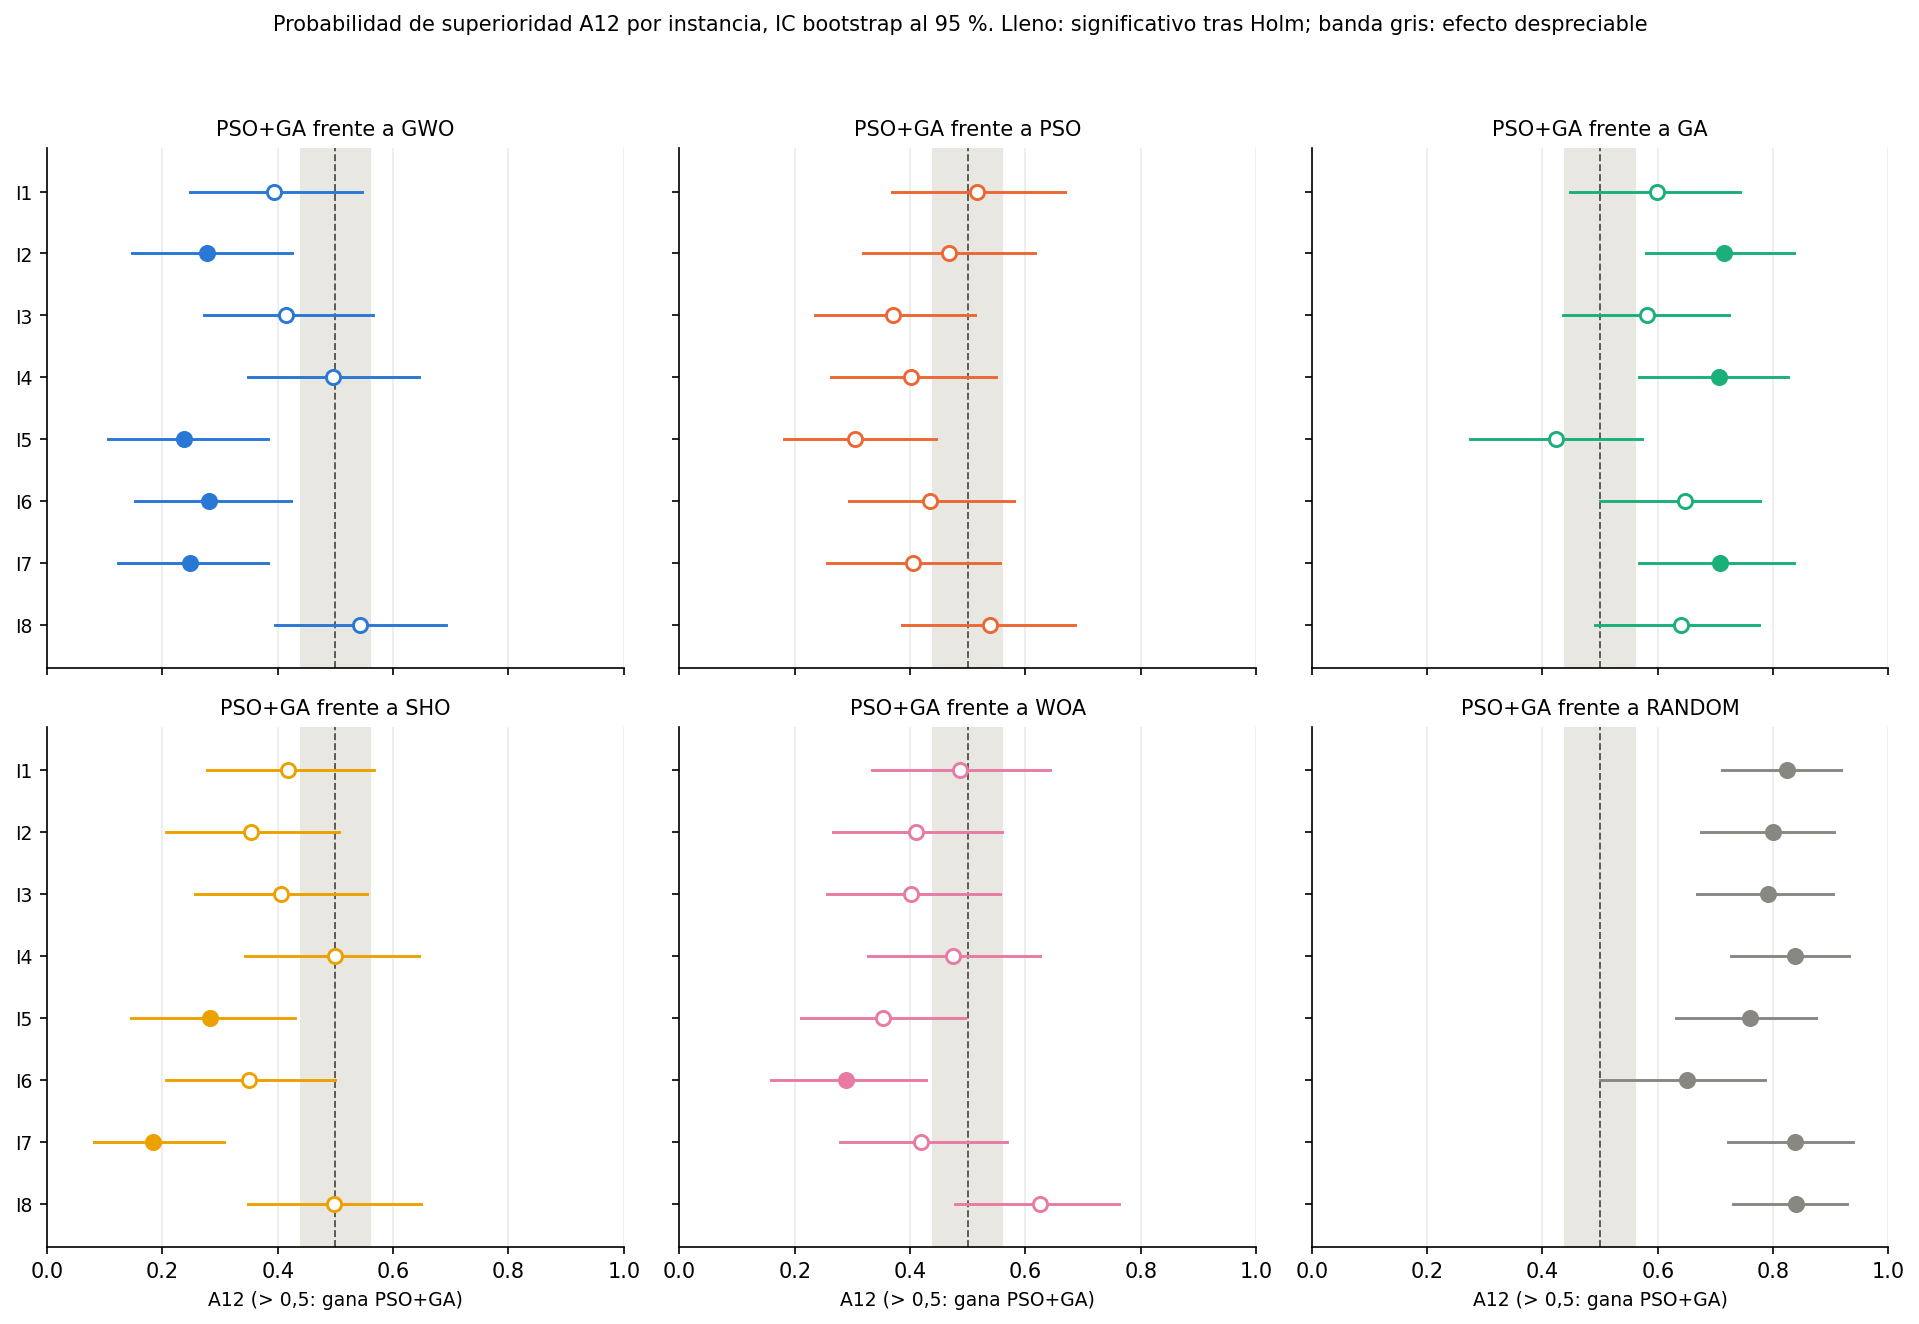 Probabilidad de superioridad A12 por instancia, IC bootstrap al 95 %. Lleno: significativo tras Holm; banda gris: efecto despreciable
PSO+GA frente a GWO
I1
I2
I3
I4
I5
I6
I7
I8
PSO+GA frente a PSO
PSO+GA frente a GA
PSO+GA frente a SHO
I1
I2
I3
I4
I5
I6
I7
I8
0.0 0.2 0.4 0.6 0.8 1.0
A12 (> 0,5: gana PSO+GA)
PSO+GA frente a WOA
0.0 0.2 0.4 0.6 0.8 1.0
A12 (> 0,5: gana PSO+GA)
PSO+GA frente a RANDOM
0.0 0.2 0.4 0.6 0.8 1.0
A12 (> 0,5: gana PSO+GA)